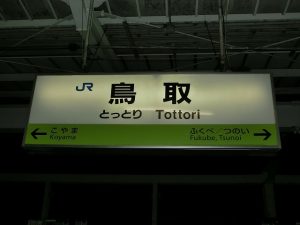 JR 鳥取
とっとり Tottori
こやま ふくべ つのい
Koyama Fukube, Tsunoi